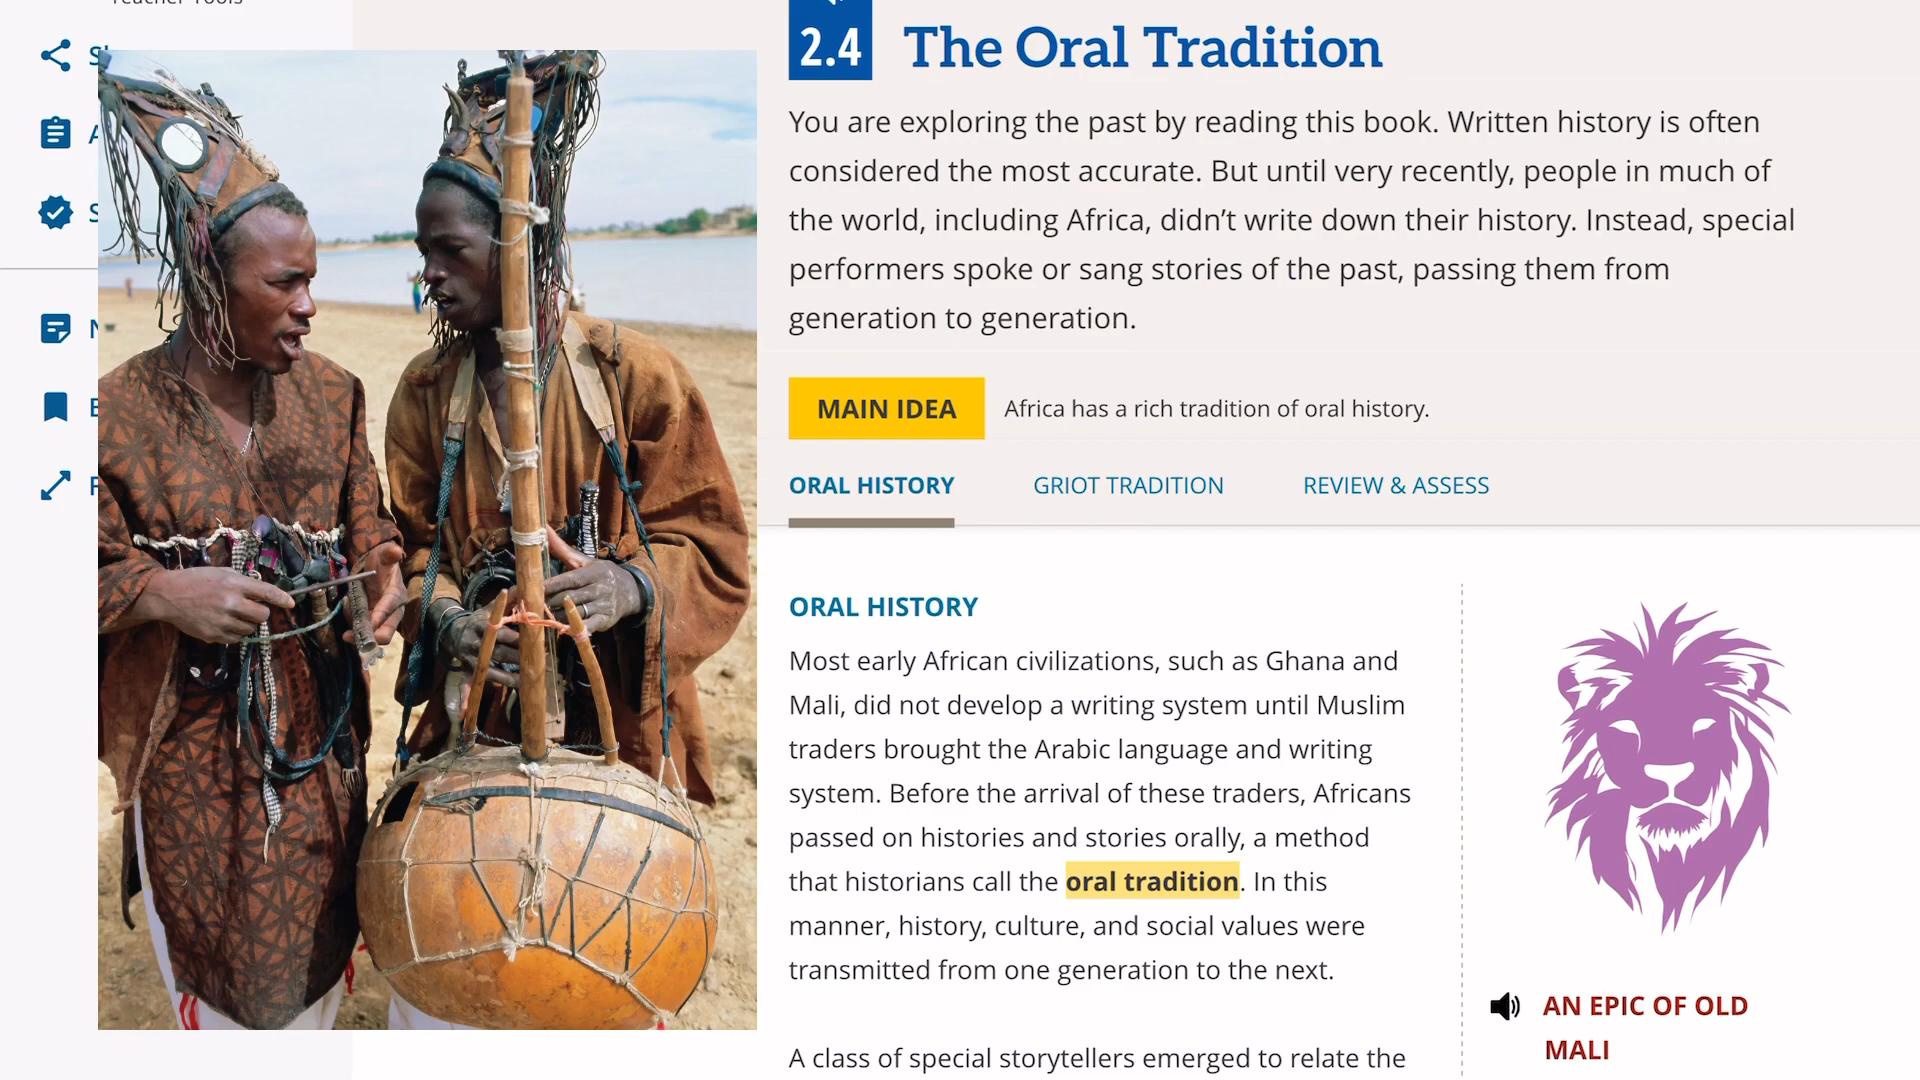 Teacher Tools
2.4 The Oral Tradition
You are exploring the past by reading this book. Written history is often
considered the most accurate. But until very recently, people in much of
the world, including Africa, didn’t write down their history. Instead, special
performers spoke or sang stories of the past, passing them from
generation to generation.
MAIN IDEA Africa has a rich tradition of oral history.
ORAL HISTORY GRIOT TRADITION REVIEW & ASSESS
ORAL HISTORY
Most early African civilizations, such as Ghana and
Mali, did not develop a writing system until Muslim
traders brought the Arabic language and writing
system. Before the arrival of these traders, Africans
passed on histories and stories orally, a method
that historians call the oral tradition. In this
manner, history, culture, and social values were
transmitted from one generation to the next.
A class of special storytellers emerged to relate the
AN EPIC OF OLD
MALI